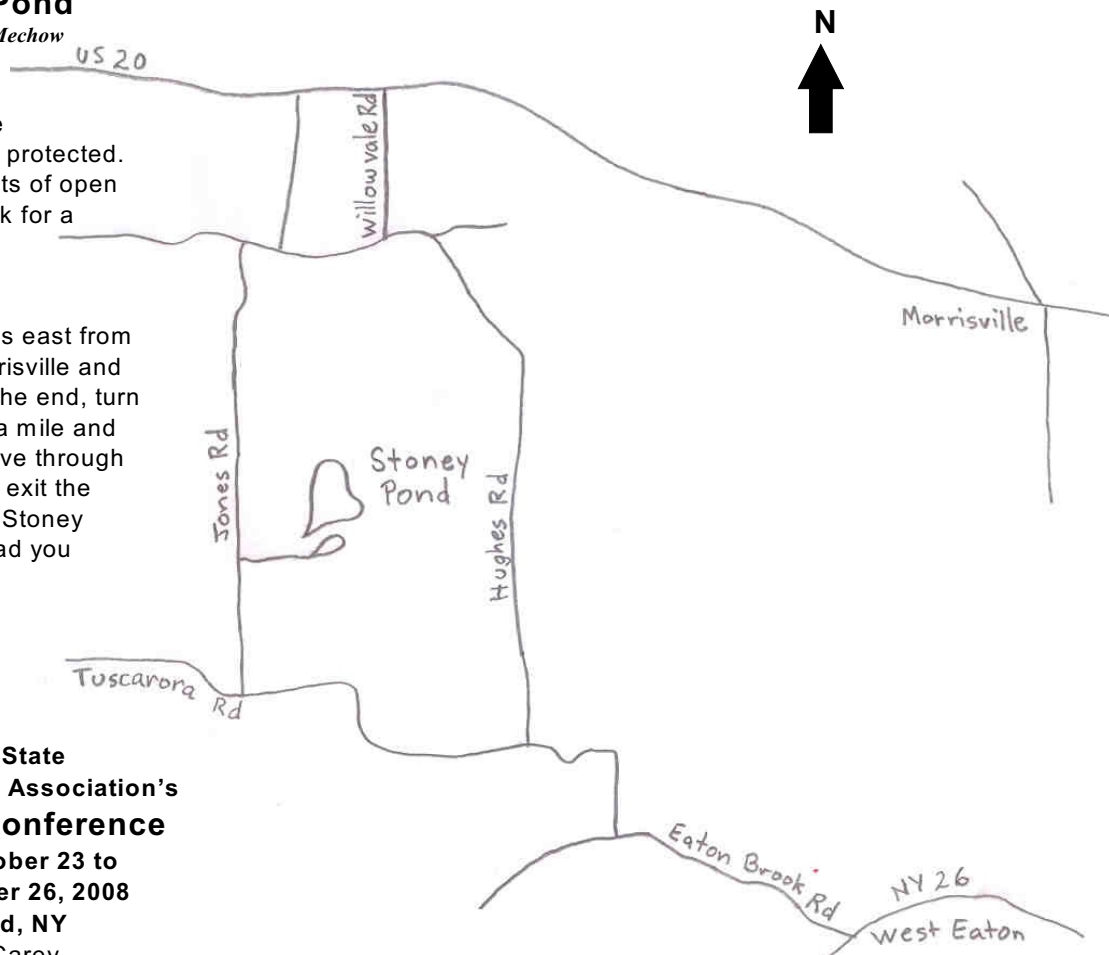 Pond
Mechow
N
US 20
e
protected.
ts of open
k for a
Willowvale Rd
s east from
risville and
he end, turn
a mile and
ve through
exit the
Stoney
ad you
Morrisville
Jones Rd
Stoney
Pond
Hughes Rd
Tuscarora
Rd
State
Association's
onference
ober 23 to
er 26, 2008
d, NY
Carey
Eaton Brook Rd
NY 26
West Eaton